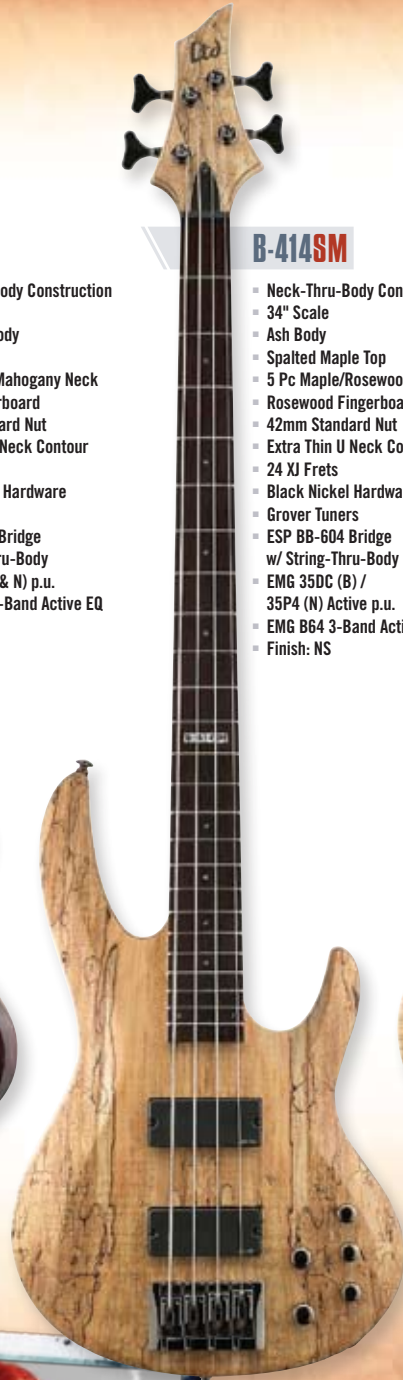 Ltd
ody Construction
ody
Mahogany Neck
rboard
ard Nut
Neck Contour
Hardware
Bridge
ru-Body
& N) p.u.
-Band Active EQ
B-414SM
Neck-Thru-Body Con
34" Scale
Ash Body
Spalted Maple Top
5 Pc Maple/Rosewoo
Rosewood Fingerboa
42mm Standard Nut
Extra Thin U Neck Co
24 XJ Frets
Black Nickel Hardwa
Grover Tuners
ESP BB-604 Bridge
w/ String-Thru-Body
EMG 35DC (B) /
35P4 (N) Active p.u.
EMG B64 3-Band Acti
Finish: NS